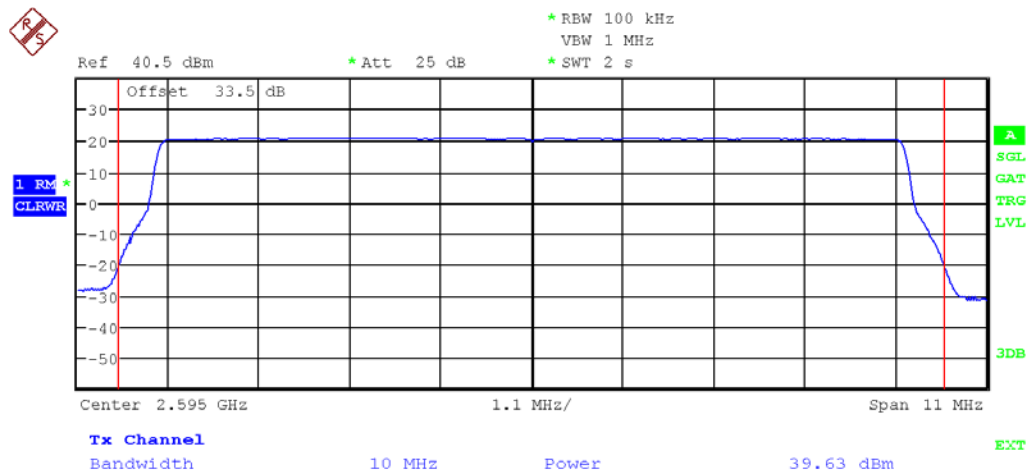 R S
* RBW 100 kHz
VBW 1 MHz
Ref 40.5 dBm * Att 25 dB * SWT 2 s
Offset 33.5 dB
30
20
A
SGL
10
GAT
1 RM *
TRG
CLRWR
0
LVL
-10
-20
-30
-40
-50
3DB
Center 2.595 GHz 1.1 MHz/ Span 11 MHz
Tx Channel
EXT
Bandwidth 10 MHz Power 39.63 dBm